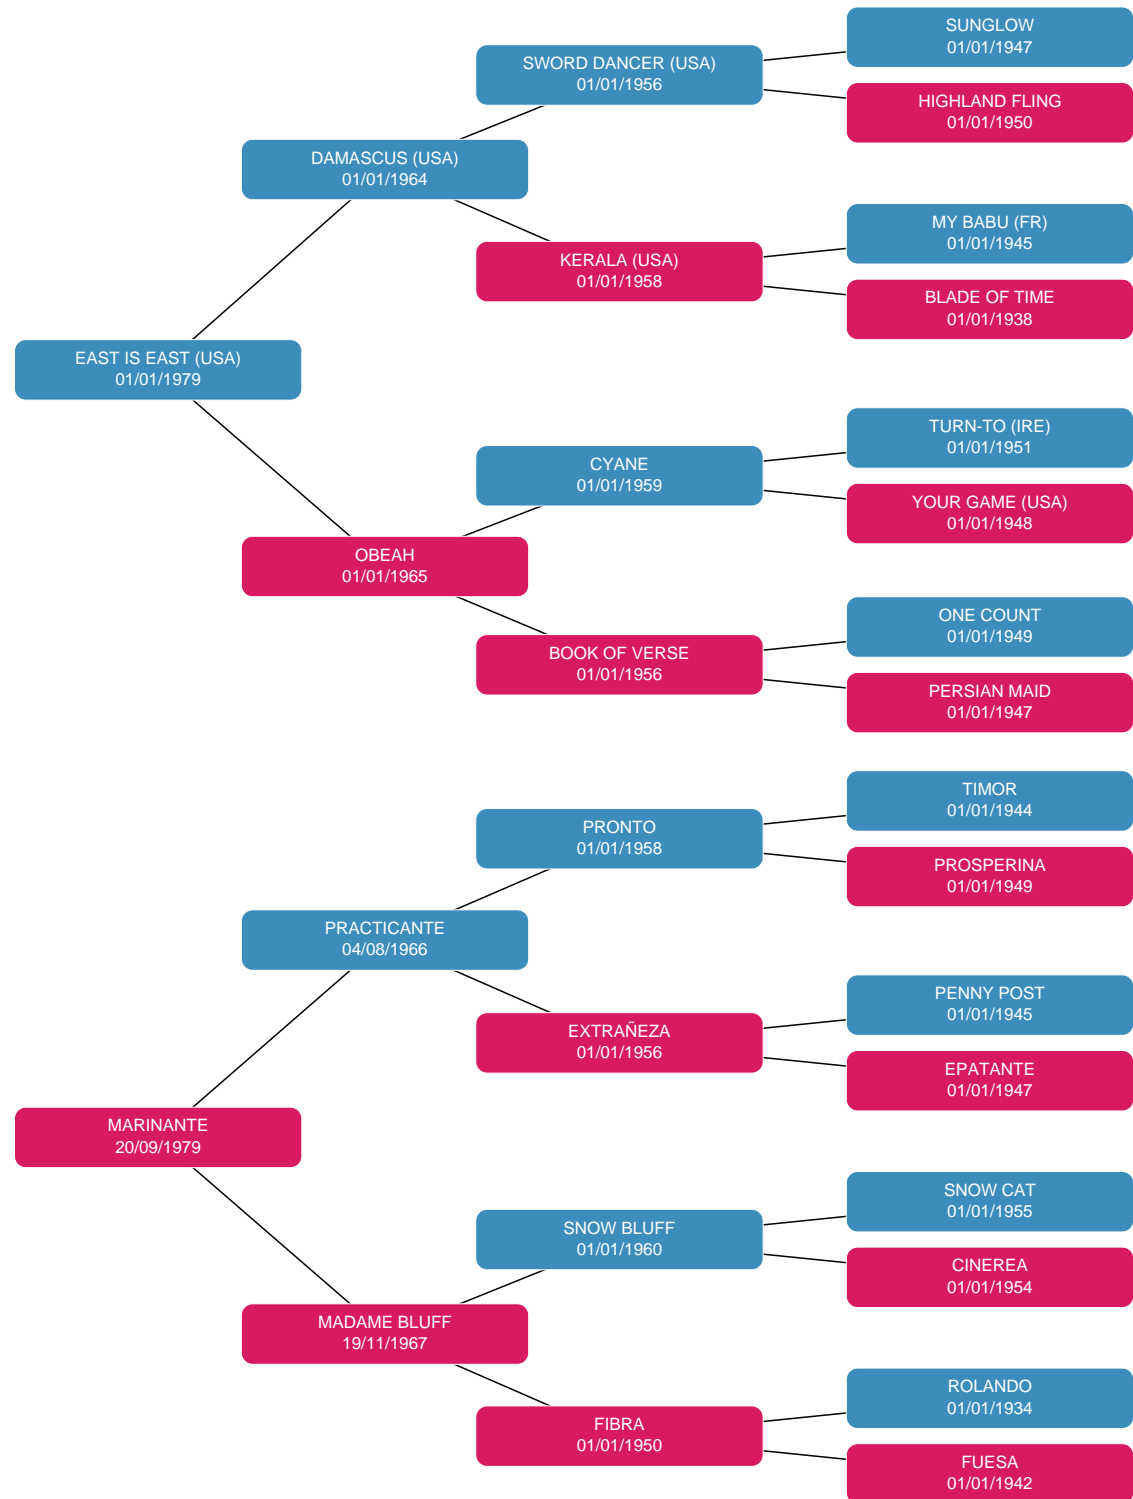 SUNGLOW
01/01/1947
SWORD DANCER (USA)
01/01/1956
HIGHLAND FLING
01/01/1950
DAMASCUS (USA)
01/01/1964
MY BABU (FR)
01/01/1945
KERALA (USA)
01/01/1958
BLADE OF TIME
01/01/1938
EAST IS EAST (USA)
01/01/1979
TURN-TO (IRE)
01/01/1951
CYANE
01/01/1959
YOUR GAME (USA)
01/01/1948
OBEAH
01/01/1965
ONE COUNT
01/01/1949
BOOK OF VERSE
01/01/1956
PERSIAN MAID
01/01/1947
TIMOR
01/01/1944
PRONTO
01/01/1958
PROSPERINA
01/01/1949
PRACTICANTE
04/08/1966
PENNY POST
01/01/1945
EXTRAÑEZA
01/01/1956
EPATANTE
01/01/1947
MARINANTE
20/09/1979
SNOW CAT
01/01/1955
SNOW BLUFF
01/01/1960
CINEREA
01/01/1954
MADAME BLUFF
19/11/1967
ROLANDO
01/01/1934
FIBRA
01/01/1950
FUESA
01/01/1942